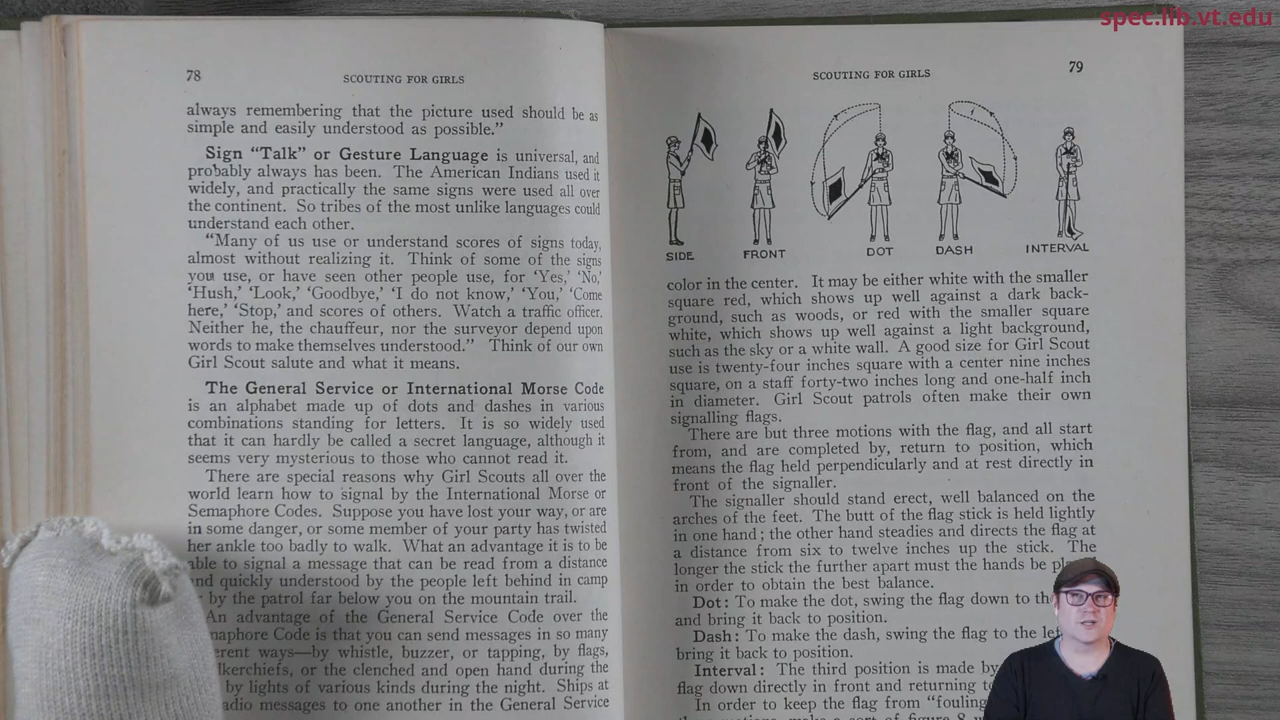 spec.lib.vt.edu
78
SCOUTING FOR GIRLS
always remembering that the picture used should be as
simple and easily understood as possible.”
Sign “Talk” or Gesture Language is universal, and
probably always has been. The American Indians used it
widely, and practically the same signs were used all over
the continent. So tribes of the most unlike languages could
understand each other.
“Many of us use or understand scores of signs today,
almost without realizing it. Think of some of the signs
you use, or have seen other people use, for ‘Yes,’ ‘No,’
‘Hush,’ ‘Look,’ ‘Goodbye,’ ‘I do not know,’ ‘You,’ ‘Come
here,’ ‘Stop,’ and scores of others. Watch a traffic officer.
Neither he, the chauffeur, nor the surveyor depend upon
words to make themselves understood.” Think of our own
Girl Scout salute and what it means.
The General Service or International Morse Code
is an alphabet made up of dots and dashes in various
combinations standing for letters. It is so widely used
that it can hardly be called a secret language, although it
seems very mysterious to those who cannot read it.
There are special reasons why Girl Scouts all over the
world learn how to signal by the International Morse or
Semaphore Codes. Suppose you have lost your way, or are
in some danger, or some member of your party has twisted
her ankle too badly to walk. What an advantage it is to be
able to signal a message that can be read from a distance
and quickly understood by the people left behind in camp
by the patrol far below you on the mountain trail.
An advantage of the General Service Code over the
Code is that you can send messages in so many
ways—by whistle, buzzer, or tapping, by flags,
or the clenched and open hand during the
by lights of various kinds during the night. Ships at
messages to one another in the General Service
SCOUTING FOR GIRLS
79
SIDE FRONT DOT DASH INTERVAL
color in the center. It may be either white with the smaller
square red, which shows up well against a dark back-
ground, such as woods, or red with the smaller square
white, which shows up well against a light background,
such as the sky or a white wall. A good size for Girl Scout
use is twenty-four inches square with a center nine inches
square, on a staff forty-two inches long and one-half inch
in diameter. Girl Scout patrols often make their own
signalling flags.
There are but three motions with the flag, and all start
from, and are completed by, return to position, which
means the flag held perpendicularly and at rest directly in
front of the signaller.
The signaller should stand erect, well balanced on the
arches of the feet. The butt of the flag stick is held lightly
in one hand; the other hand steadies and directs the flag at
a distance from six to twelve inches up the stick. The
longer the stick the further apart must the hands be
in order to obtain the best balance.
Dot: To make the dot, swing the flag down to
and bring it back to position.
Dash: To make the dash, swing the flag to the
bring it back to position.
Interval: The third position is made by
flag down directly in front and returning
In order to keep the flag from “fouling